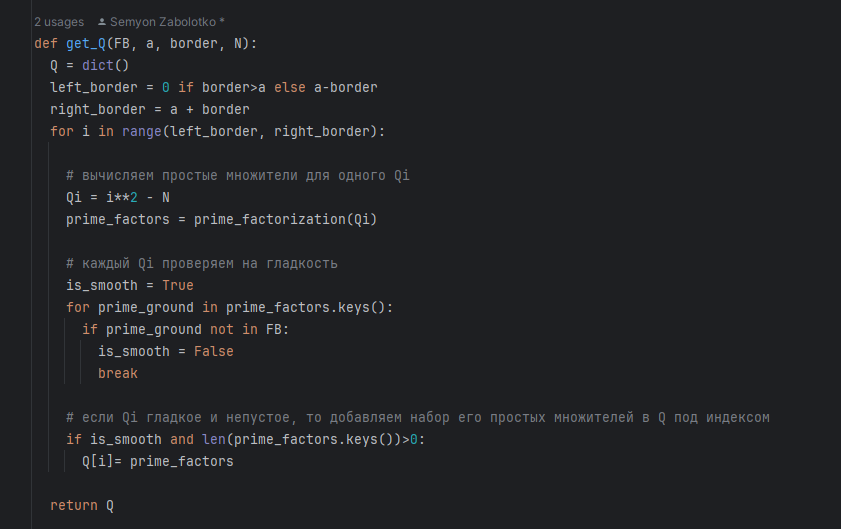 2 usages Semyon Zabolotko *
def get_Q(FB, a, border, N):
  Q = dict()
  left_border = 0 if border>a else a-border
  right_border = a + border
  for i in range(left_border, right_border):
    # вычисляем простые множители для одного Qi
    Qi = i**2 - N
    prime_factors = prime_factorization(Qi)
    # каждый Qi проверяем на гладкость
    is_smooth = True
    for prime_ground in prime_factors.keys():
      if prime_ground not in FB:
        is_smooth = False
        break
    # если Qi гладкое и непустое, то добавляем набор его простых множителей в Q под индексом
    if is_smooth and len(prime_factors.keys())>0:
      Q[i]= prime_factors
  return Q